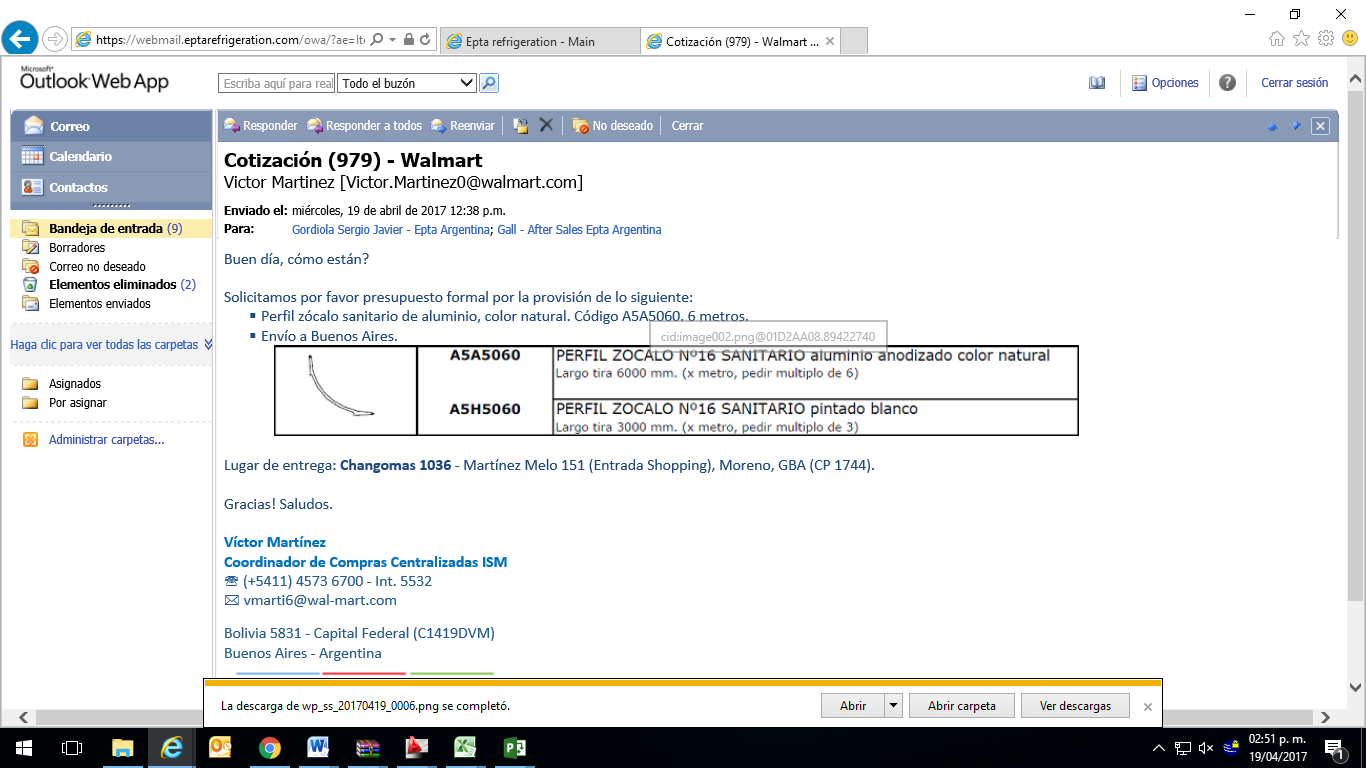 https://webmail.eptarefrigeration.com/owa/?ae=Ite
Epta refrigeration - Main
Cotización (979) - Walmart ...
Microsoft®
Outlook Web App
Escriba aquí para real
Todo el buzón
Opciones
Cerrar sesión
Correo
Calendario
Contactos
Bandeja de entrada (9)
Borradores
Correo no deseado
Elementos eliminados (2)
Elementos enviados
Haga clic para ver todas las carpetas
Asignados
Por asignar
Administrar carpetas...
Responder
Responder a todos
Reenviar
No deseado
Cerrar
Cotización (979) - Walmart
Victor Martinez [Victor.Martinez0@walmart.com]
Enviado el: miércoles, 19 de abril de 2017 12:38 p.m.
Para: Gordiola Sergio Javier - Epta Argentina; Gall - After Sales Epta Argentina
Buen día, cómo están?
Solicitamos por favor presupuesto formal por la provisión de lo siguiente:
▪ Perfil zócalo sanitario de aluminio, color natural. Código A5A5060. 6 metros.
cid:image002.png@01D2AA08.89422740
▪ Envío a Buenos Aires.
A5A5060 PERFIL ZOCALO Nº16 SANITARIO aluminio anodizado color natural
Largo tira 6000 mm. (x metro, pedir multiplo de 6)
A5H5060 PERFIL ZOCALO Nº16 SANITARIO pintado blanco
Largo tira 3000 mm. (x metro, pedir multiplo de 3)
Lugar de entrega: Changomas 1036 - Martínez Melo 151 (Entrada Shopping), Moreno, GBA (CP 1744).
Gracias! Saludos.
Víctor Martínez
Coordinador de Compras Centralizadas ISM
☏ (+5411) 4573 6700 - Int. 5532
✉ vmarti6@wal-mart.com
Bolivia 5831 - Capital Federal (C1419DVM)
Buenos Aires - Argentina
La descarga de wp_ss_20170419_0006.png se completó.
Abrir
Abrir carpeta
Ver descargas
02:51 p. m.
19/04/2017
1